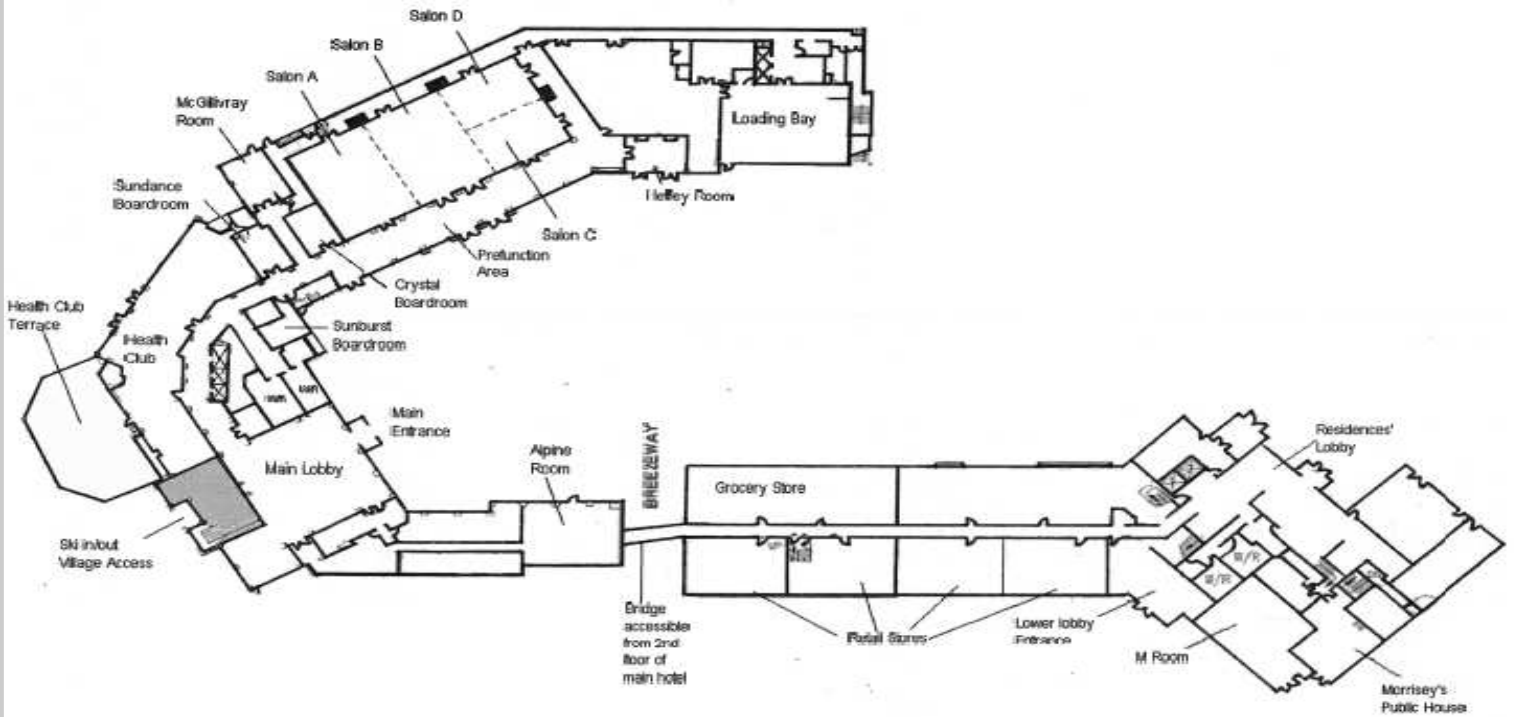 Salon D
Salon B
Salon A
McGillivray
Room
Loading Bay
Sundance
Boardroom
Heffey Room
Salon C
Prefunction
Area
Crystal
Boardroom
Health Club
Terrace
Health
Club
Sunburst
Boardroom
Main
Entrance
Main Lobby
Alpine
Room
BREEZEWAY
Residences'
Lobby
Grocery Store
Ski in/out
Village Access
W/R
W/R
Bridge
accessible
from 2nd
floor of
main hotel
Retail Stores
Lower lobby
Entrance
M Room
Morrisey's
Public House